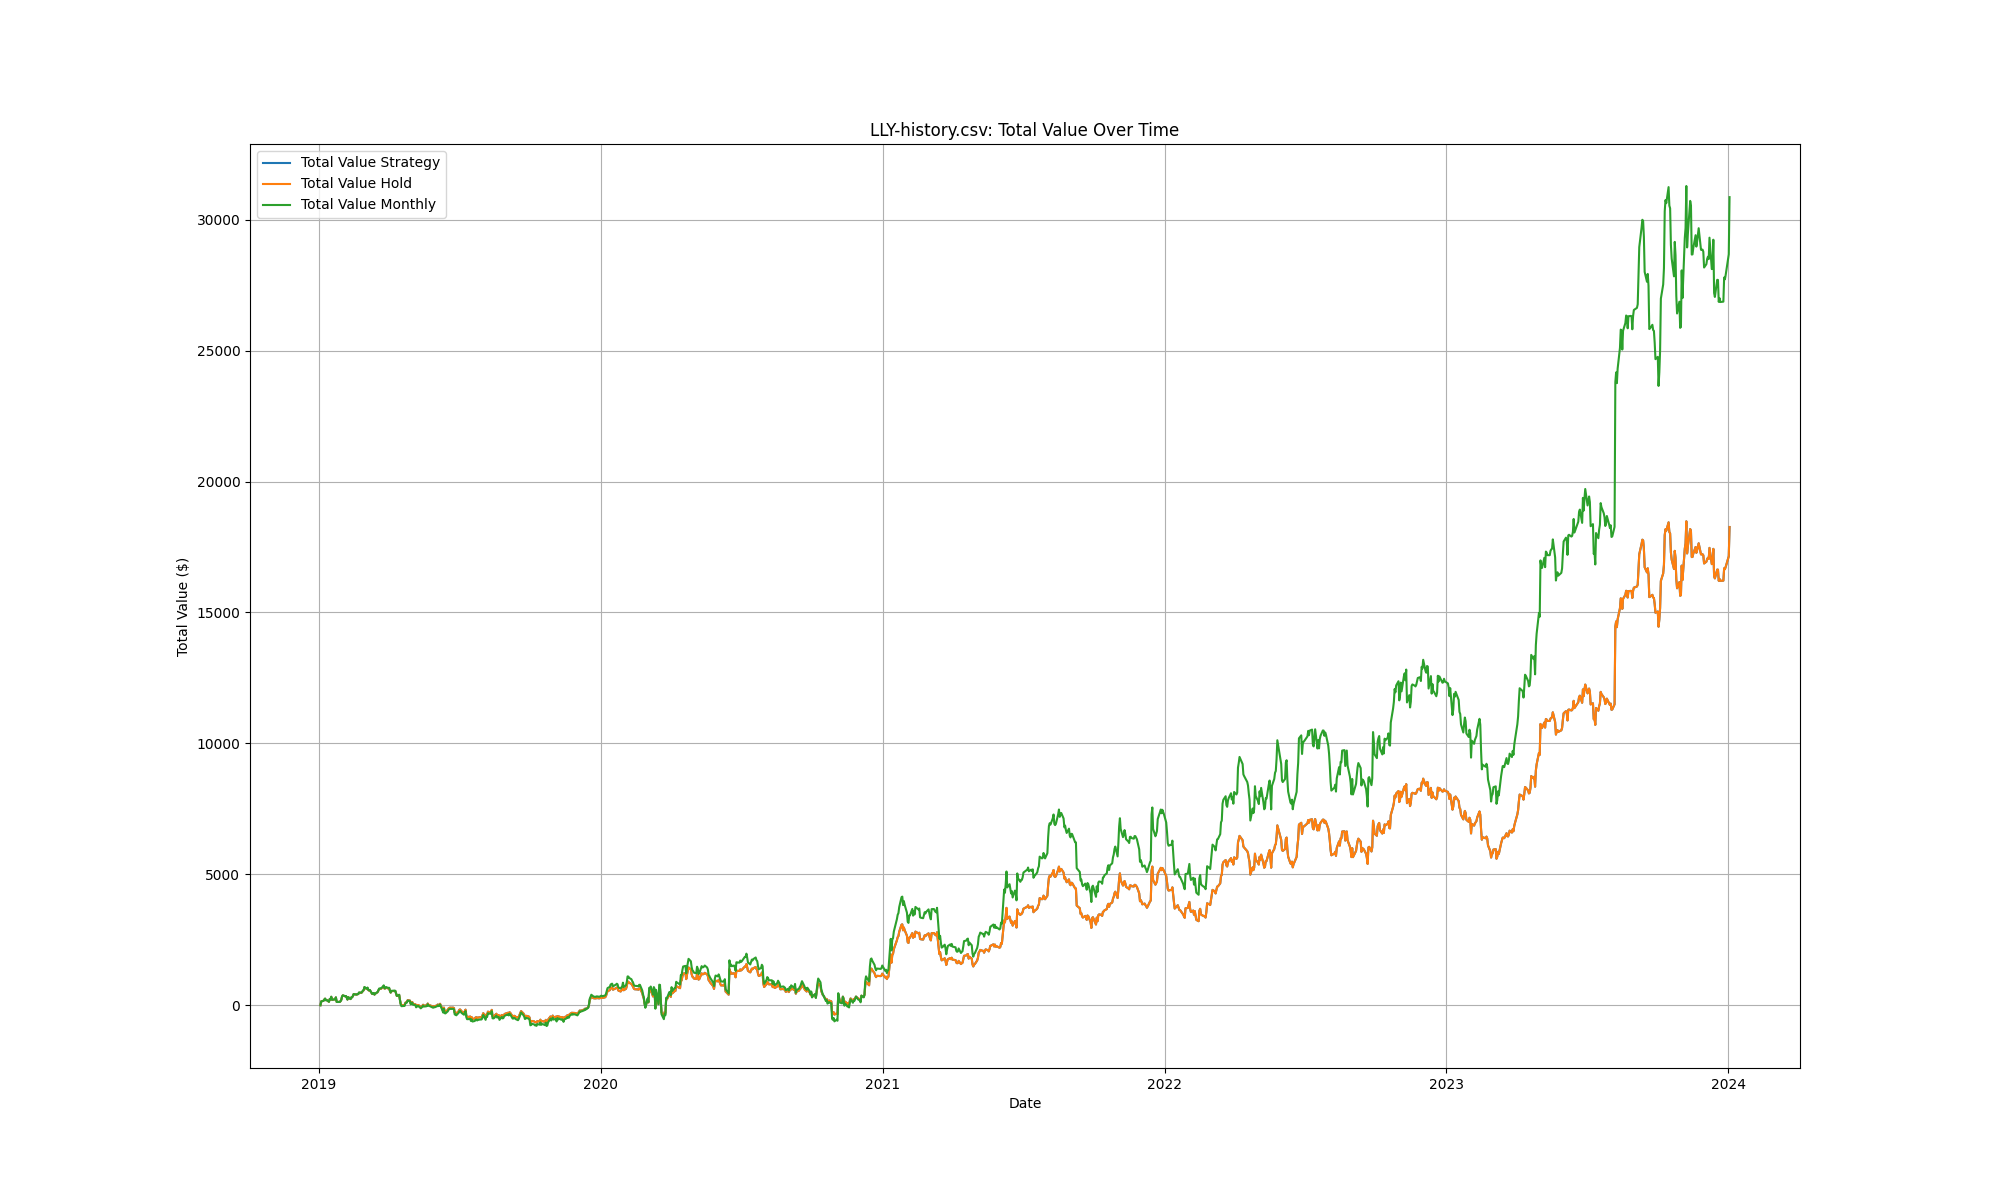 LLY-history.csv: Total Value Over Time
Total Value Strategy
Total Value Hold
Total Value Monthly
30000
25000
20000
15000
10000
5000
0
Total Value ($)
2019 2020 2021 2022 2023 2024
Date